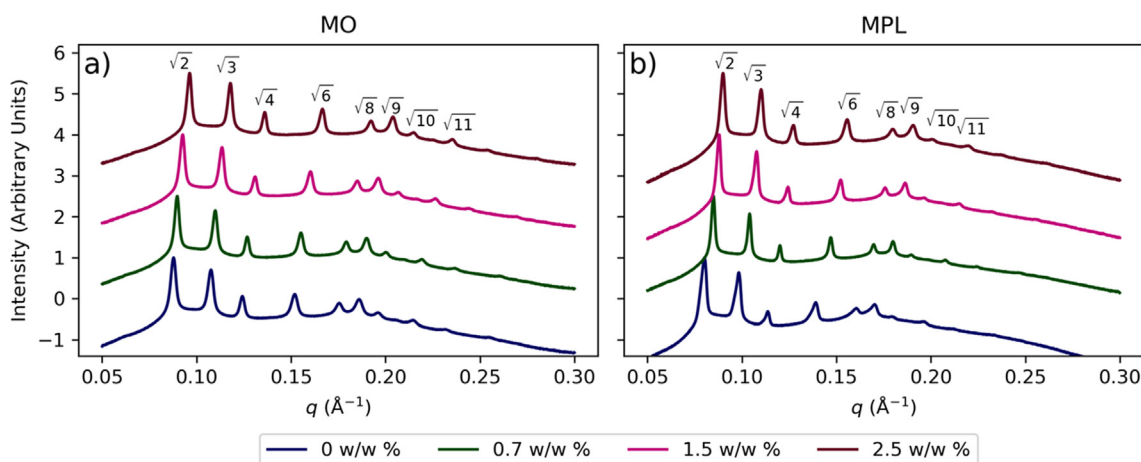 MO
MPL
a)
√2 √3 √4 √6 √8 √9 √10 √11
b)
√2 √3 √4 √6 √8 √9 √10 √11
Intensity (Arbitrary Units)
6
5
4
3
2
1
0
−1
0.05 0.10 0.15 0.20 0.25 0.30
0.05 0.10 0.15 0.20 0.25 0.30
q (Å⁻¹)
q (Å⁻¹)
0 w/w % 0.7 w/w % 1.5 w/w % 2.5 w/w %